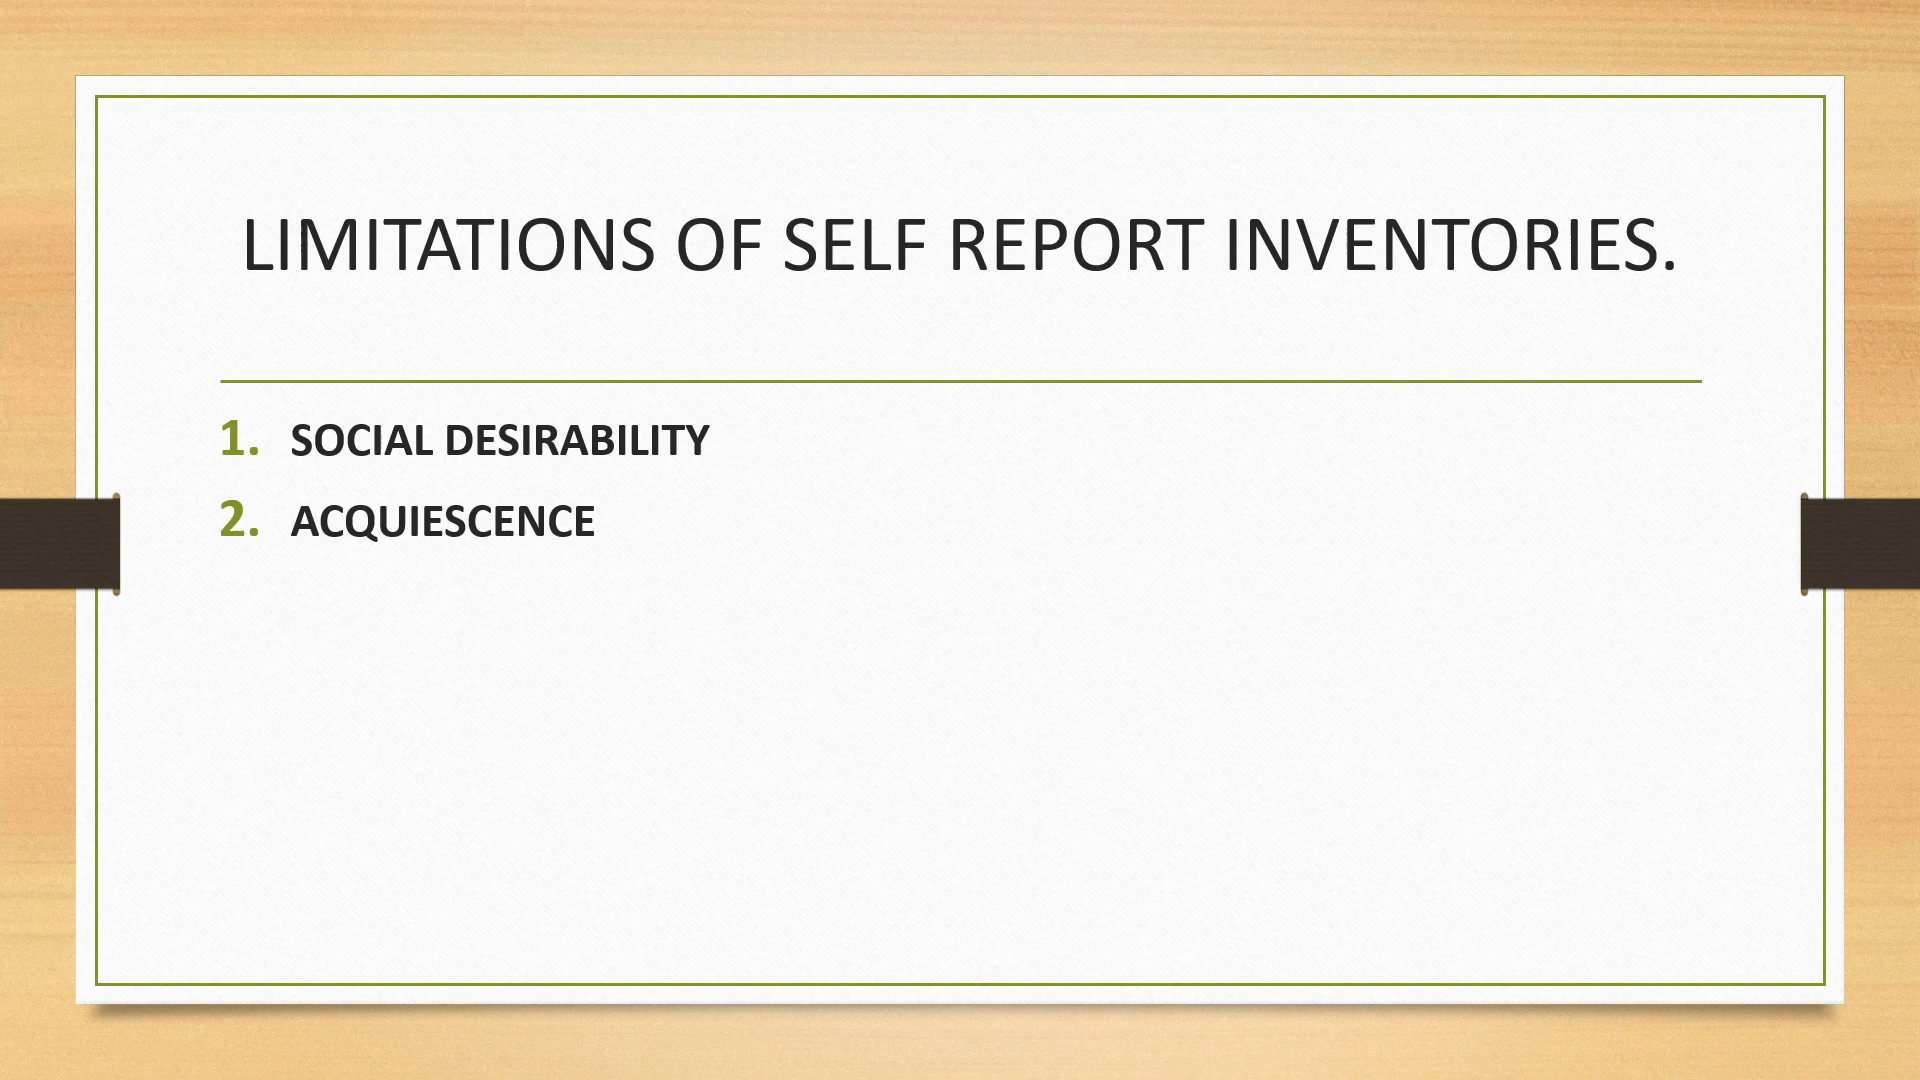 LIMITATIONS OF SELF REPORT INVENTORIES.
1. SOCIAL DESIRABILITY
2. ACQUIESCENCE